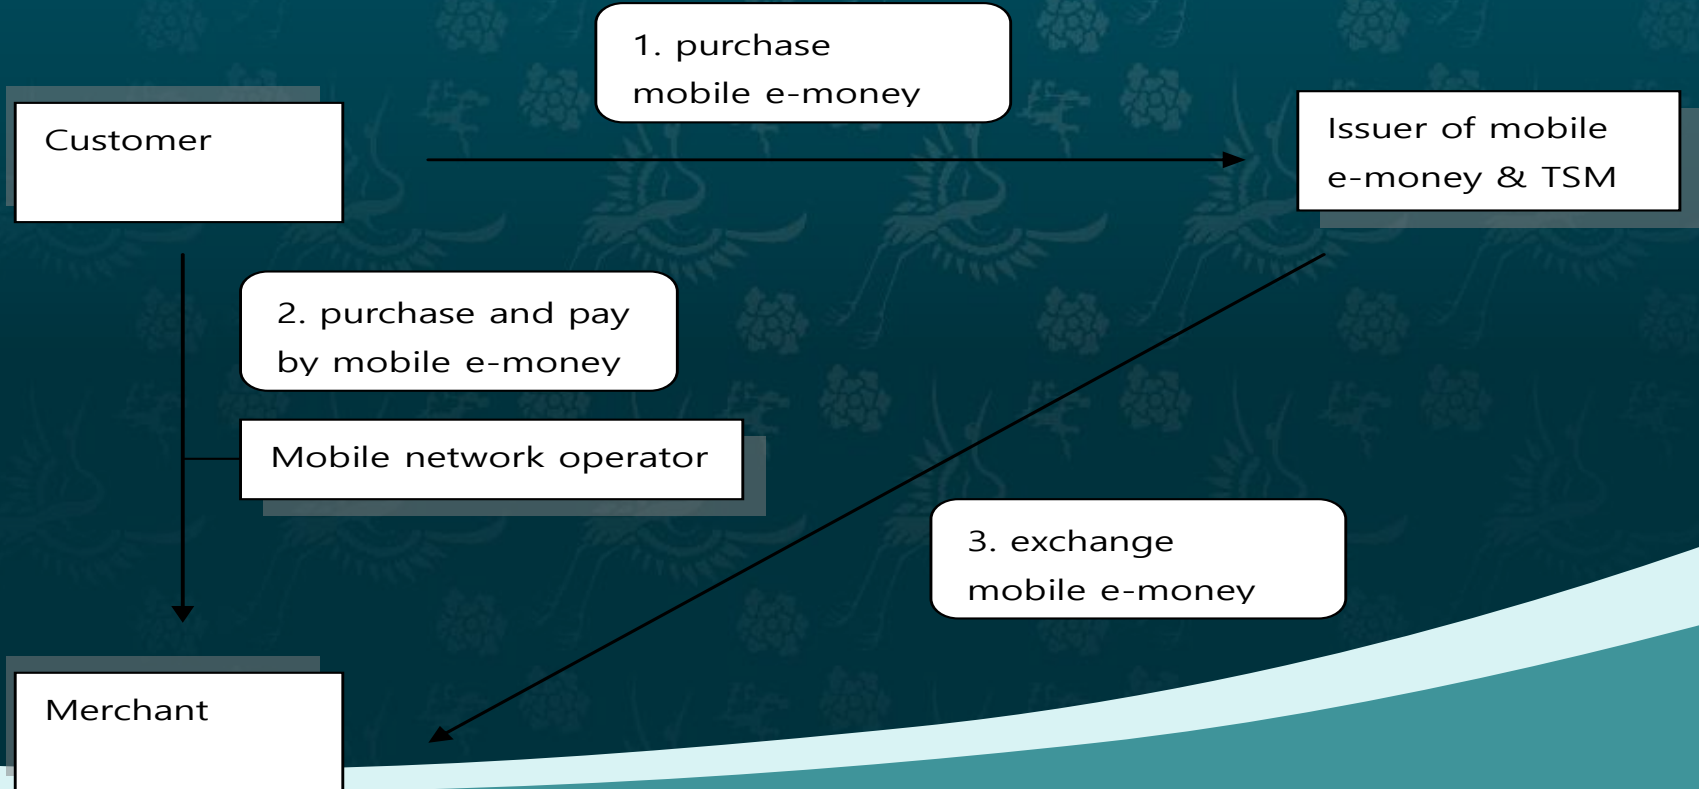 1. purchase
mobile e-money
Customer
Issuer of mobile
e-money & TSM
2. purchase and pay
by mobile e-money
Mobile network operator
3. exchange
mobile e-money
Merchant